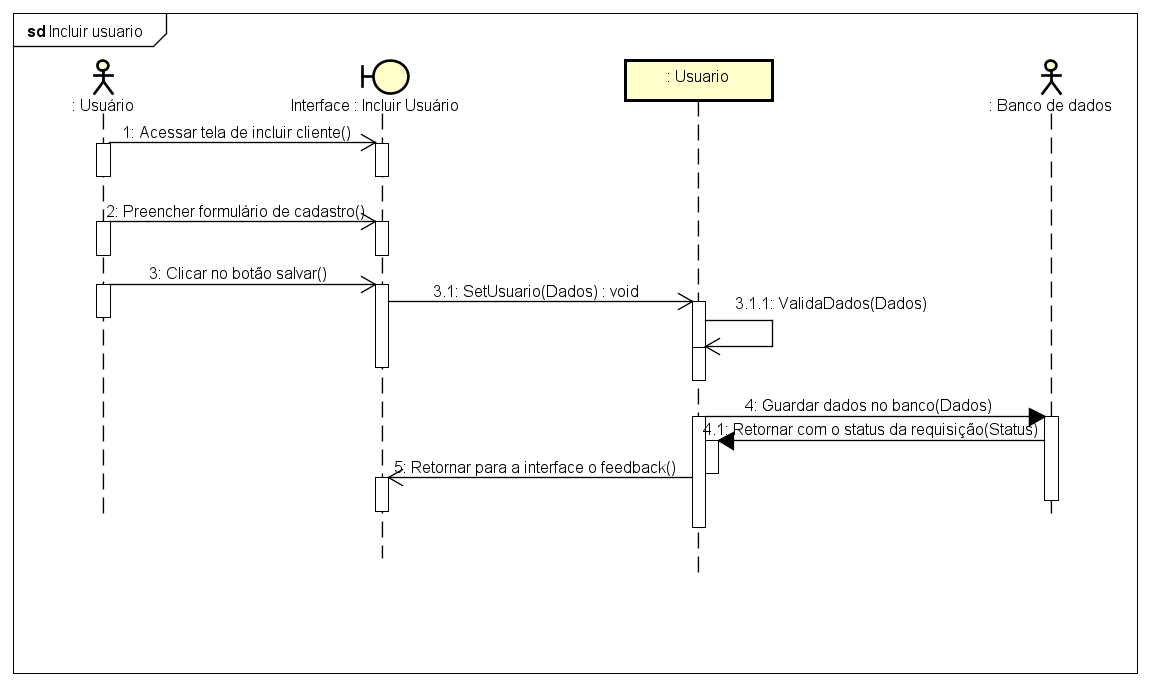 sd Incluir usuario
: Usuário
Interface : Incluir Usuário
: Usuario
: Banco de dados
1: Acessar tela de incluir cliente()
2: Preencher formulário de cadastro()
3: Clicar no botão salvar()
3.1: SetUsuario(Dados) : void
3.1.1: ValidaDados(Dados)
4: Guardar dados no banco(Dados)
4.1: Retornar com o status da requisição(Status)
5: Retornar para a interface o feedback()